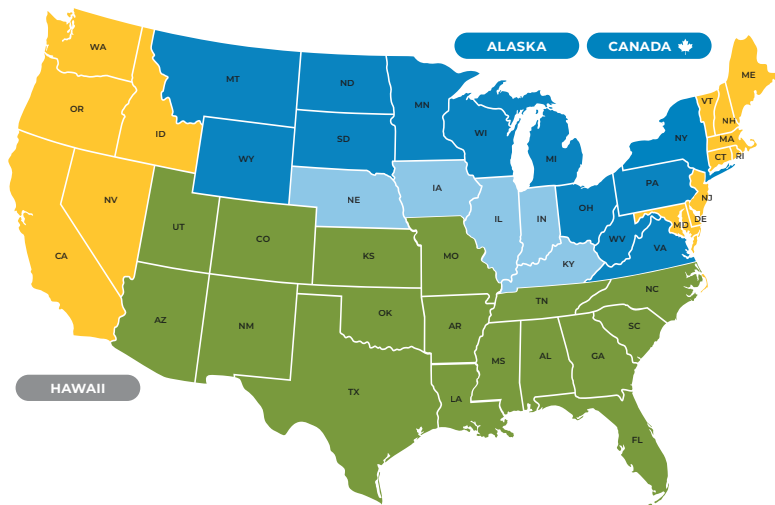 ALASKA
CANADA
WA
MT
ND
MN
ME
OR
ID
SD
WI
MI
NY
VT
NH
MA
CT
RI
WY
NE
IA
PA
NJ
NV
UT
CO
IL
IN
OH
WV
VA
MD
DE
CA
KS
MO
KY
AZ
NM
OK
AR
TN
NC
SC
MS
AL
GA
HAWAII
TX
LA
FL